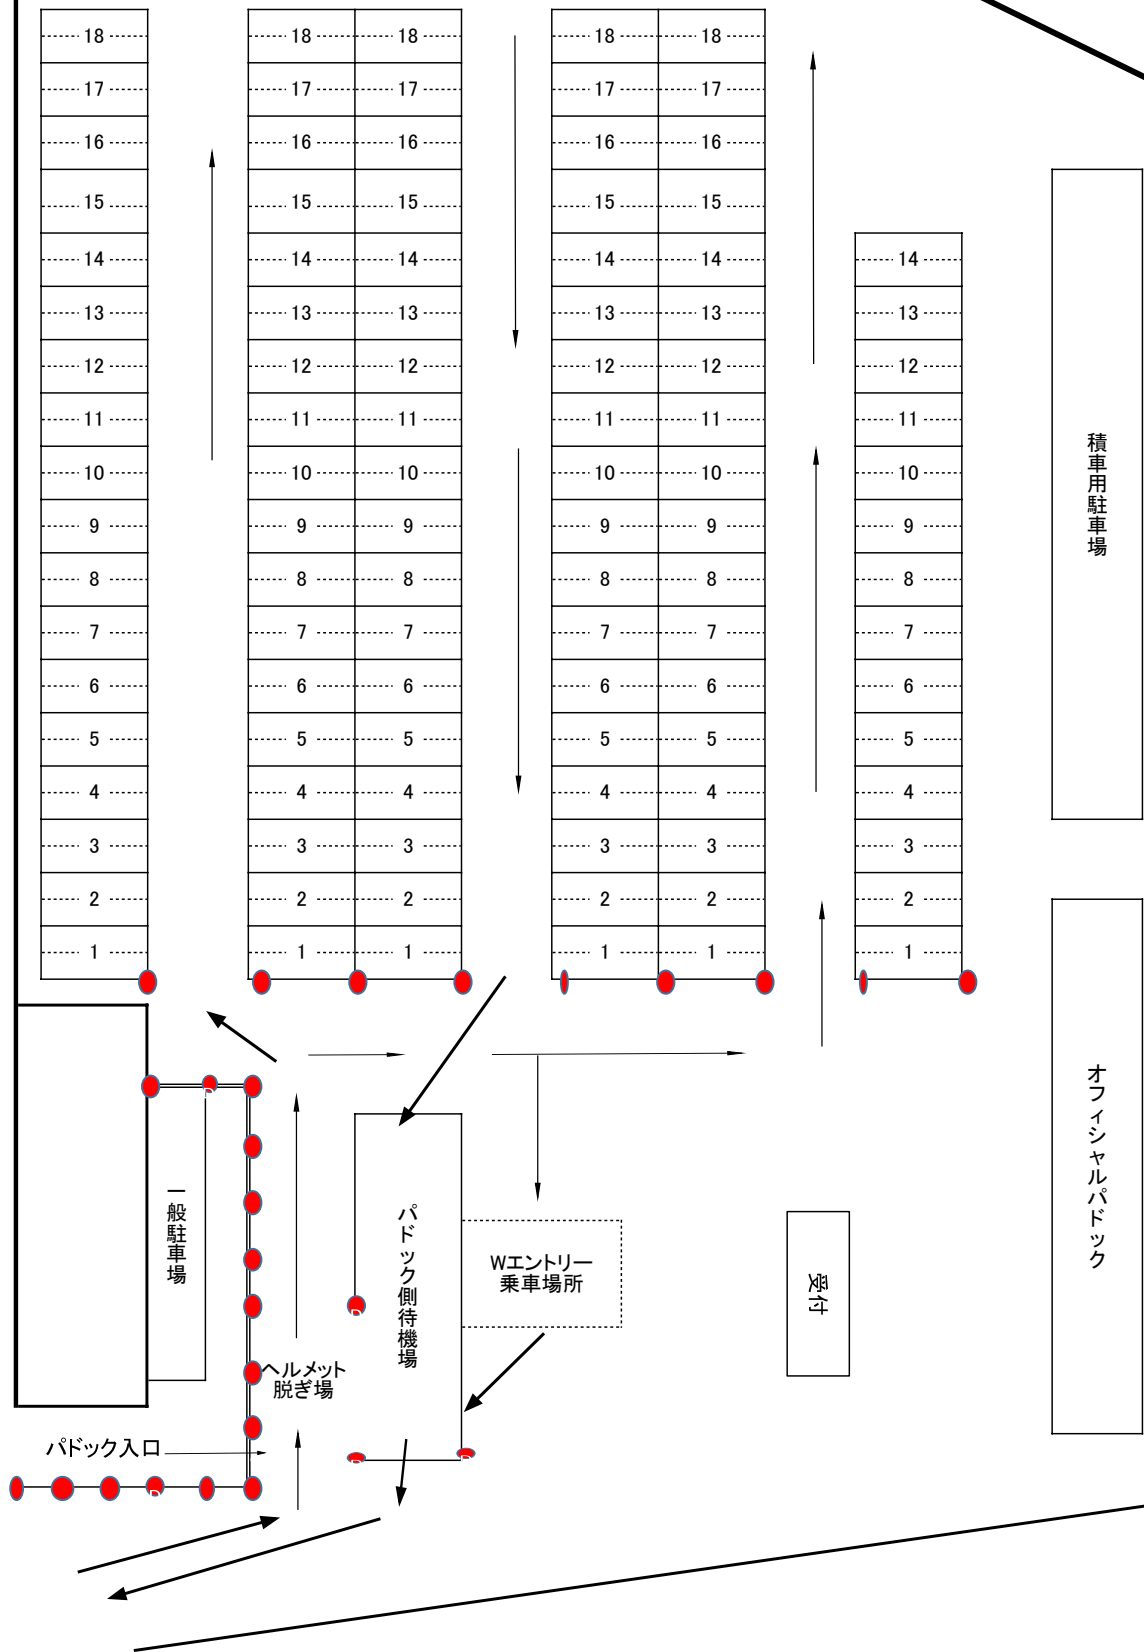 18 18 18 18 18
17 17 17 17 17
16 16 16 16 16
15 15 15 15 15
14 14 14 14 14 14
13 13 13 13 13 13
12 12 12 12 12 12
11 11 11 11 11 11
10 10 10 10 10 10
9 9 9 9 9 9
8 8 8 8 8 8
7 7 7 7 7 7
6 6 6 6 6 6
5 5 5 5 5 5
4 4 4 4 4 4
3 3 3 3 3 3
2 2 2 2 2 2
1 1 1 1 1 1
積車用駐車場
オフィシャルパドック
一般駐車場
パドック側待機場
Wエントリー
乗車場所
受付
ヘルメット
脱ぎ場
パドック入口